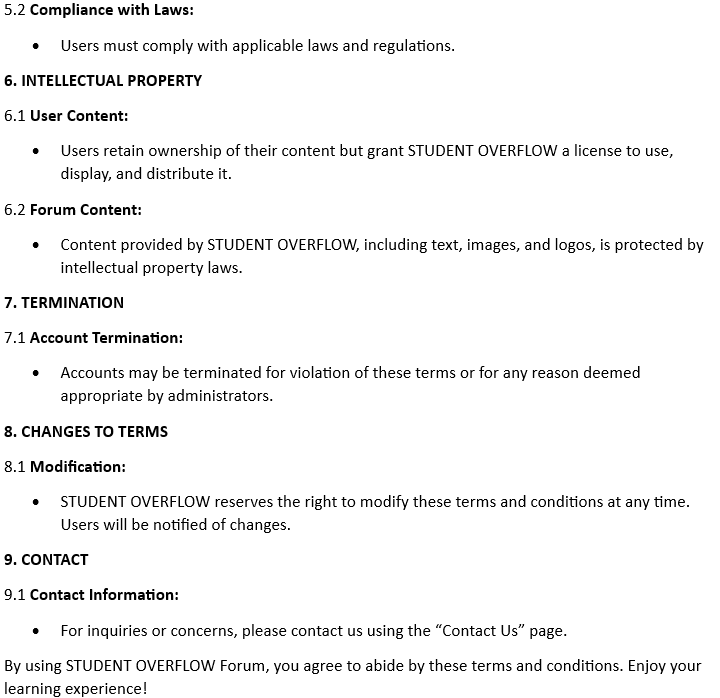 5.2 Compliance with Laws:
• Users must comply with applicable laws and regulations.
6. INTELLECTUAL PROPERTY
6.1 User Content:
• Users retain ownership of their content but grant STUDENT OVERFLOW a license to use,
display, and distribute it.
6.2 Forum Content:
• Content provided by STUDENT OVERFLOW, including text, images, and logos, is protected by
intellectual property laws.
7. TERMINATION
7.1 Account Termination:
• Accounts may be terminated for violation of these terms or for any reason deemed
appropriate by administrators.
8. CHANGES TO TERMS
8.1 Modification:
• STUDENT OVERFLOW reserves the right to modify these terms and conditions at any time.
Users will be notified of changes.
9. CONTACT
9.1 Contact Information:
• For inquiries or concerns, please contact us using the “Contact Us” page.
By using STUDENT OVERFLOW Forum, you agree to abide by these terms and conditions. Enjoy your
learning experience!